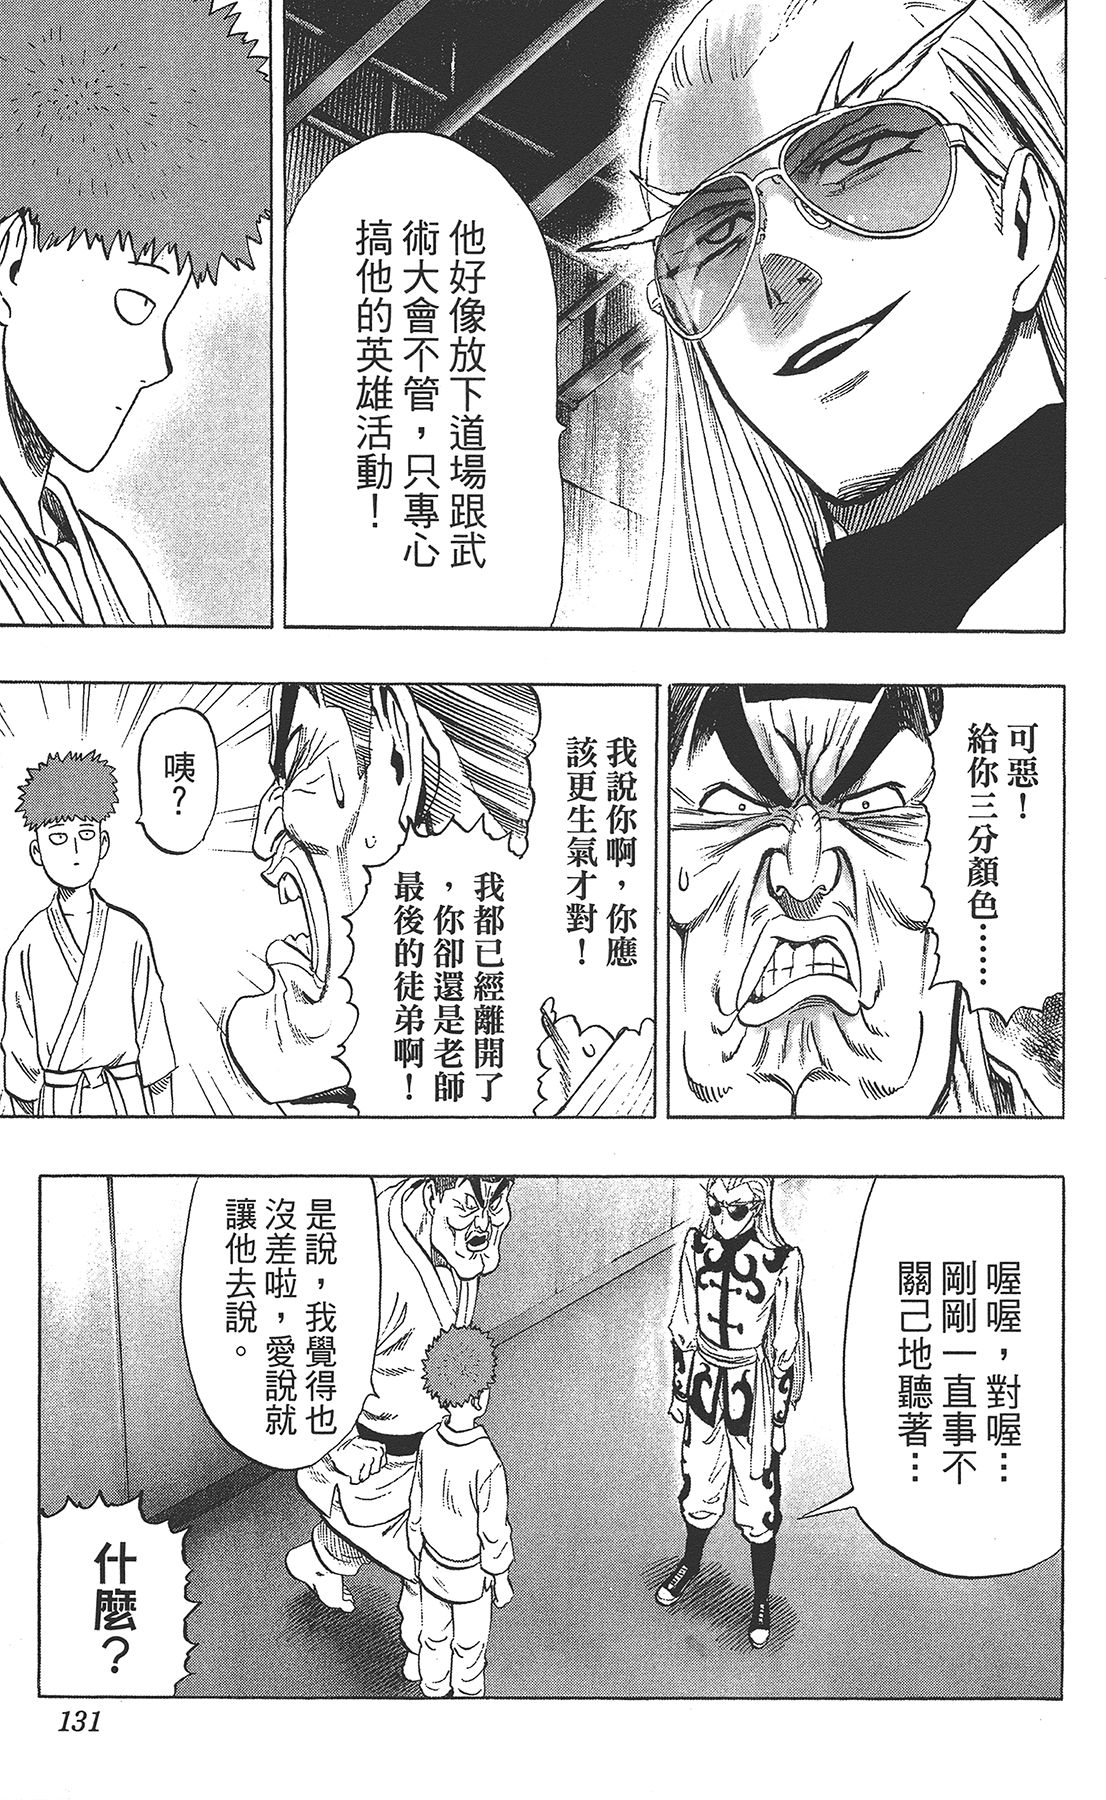 他好像放下道場跟武
術大會不管，只專心
搞他的英雄活動！
可惡！
給你三分顏色……
我說你啊，你應
該更生氣才對！
我都已經離開了
，你卻還是老師
最後的徒弟啊！
咦？
喔喔，對喔…
剛剛一直事不
關己地聽著…
是說，我覺得也
沒差啦，愛說就
讓他去說。
什麼？
131